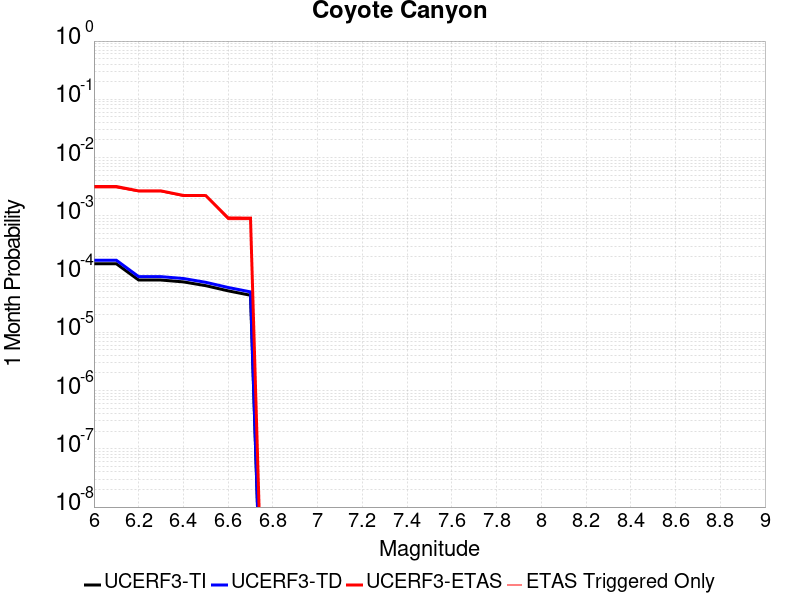 Coyote Canyon
10^0
10^-1
10^-2
10^-3
10^-4
10^-5
10^-6
10^-7
10^-8
1 Month Probability
6 6.2 6.4 6.6 6.8 7 7.2 7.4 7.6 7.8 8 8.2 8.4 8.6 8.8 9
Magnitude
UCERF3-TI UCERF3-TD UCERF3-ETAS ETAS Triggered Only